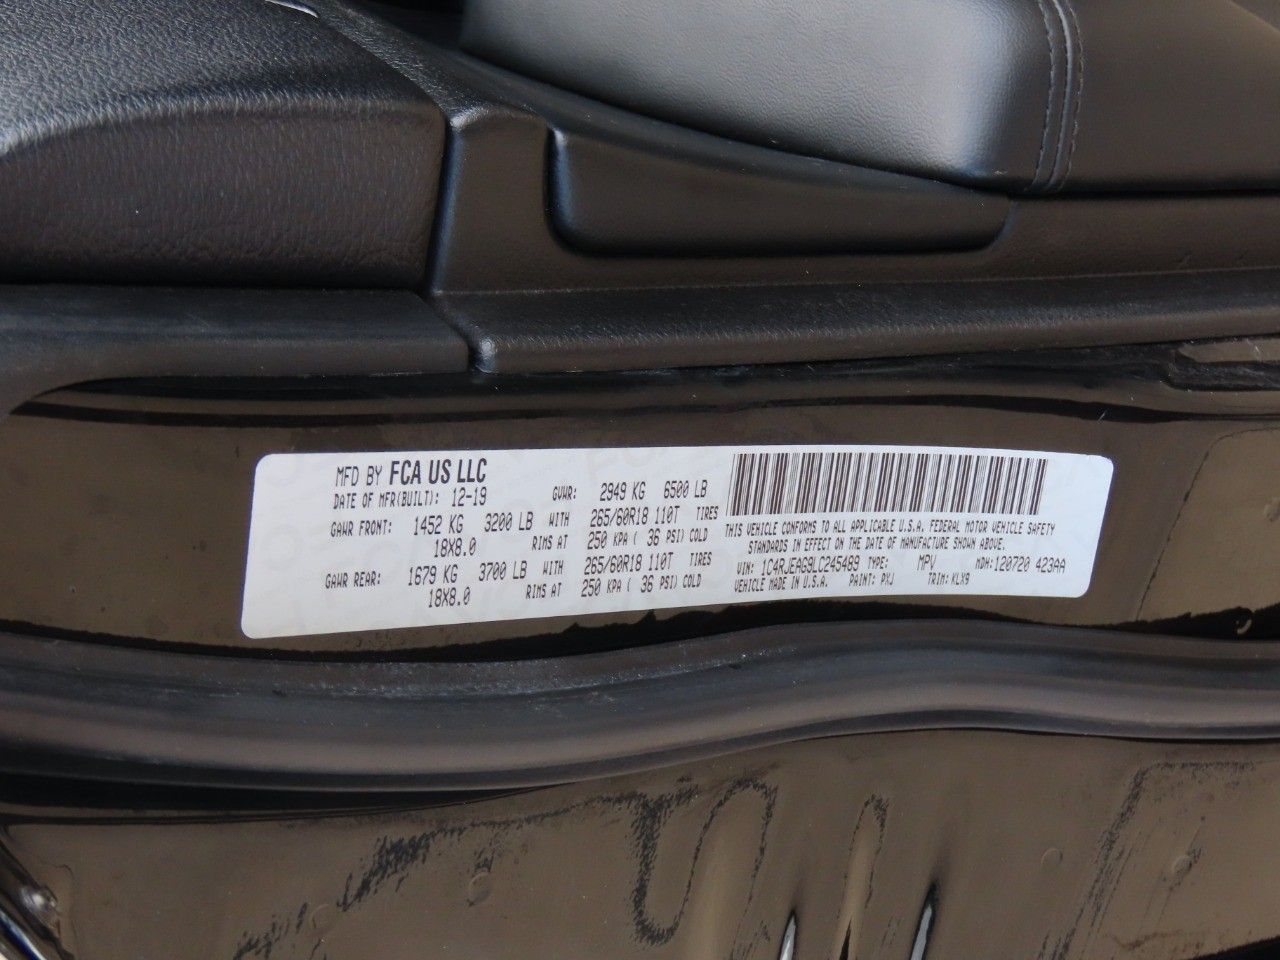 MFD BY FCA US LLC
DATE OF MFR(BUILT): 12-19 GVWR: 2949 KG 6500 LB
GAWR FRONT: 1452 KG 3200 LB WITH 265/60R18 110T TIRES
18X8.0 RIMS AT 250 KPA ( 36 PSI) COLD
GAWR REAR: 1679 KG 3700 LB WITH 265/60R18 110T TIRES
18X8.0 RIMS AT 250 KPA ( 36 PSI) COLD
THIS VEHICLE CONFORMS TO ALL APPLICABLE U.S.A. FEDERAL MOTOR VEHICLE SAFETY
STANDARDS IN EFFECT ON THE DATE OF MANUFACTURE SHOWN ABOVE.
VIN: 1C4RJEAG9LC245489 TYPE: MPV MDH: 120720 423AA
VEHICLE MADE IN U.S.A. PAINT: PXJ TRIM: KLX9